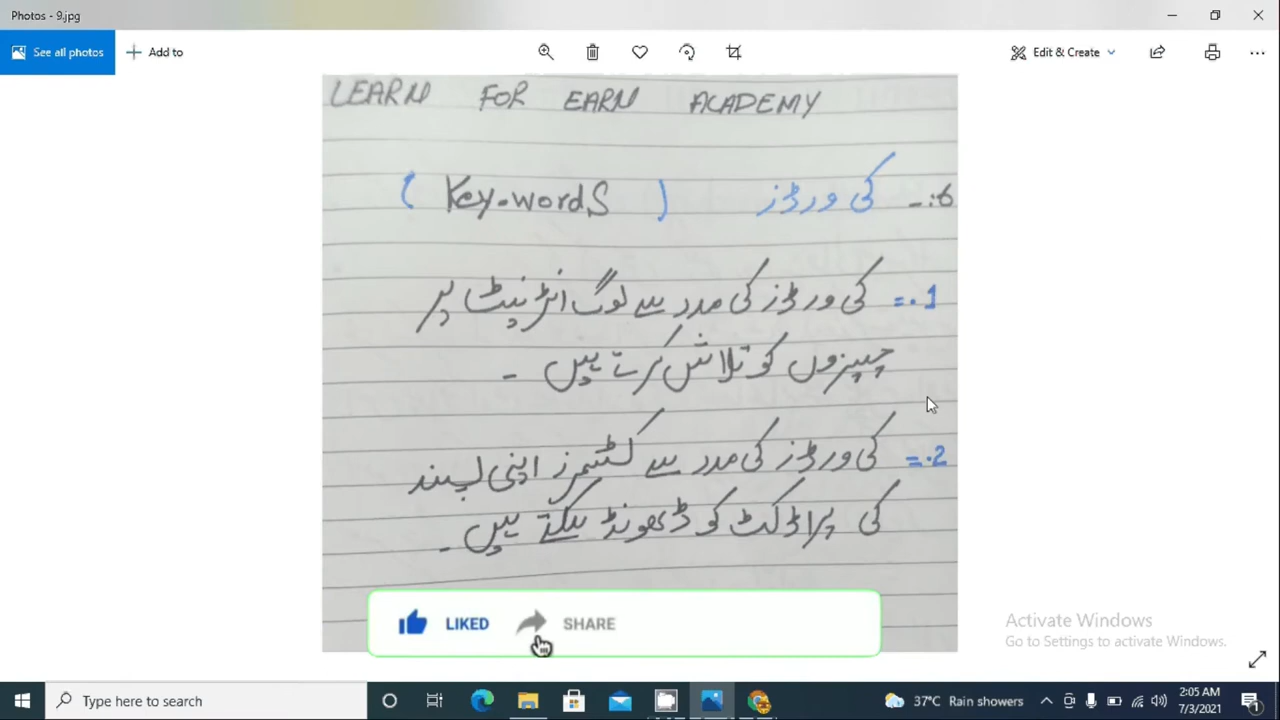 Photos - 9.jpg
See all photos
Add to
Edit & Create
LEARN FOR EARN ACADEMY
6:- کی ورڈز ( Key-words )
1.= کی ورڈز کی مدد سے لوگ انٹرنیٹ پر
چیزوں کو تلاش کرتے ہیں ۔
2.= کی ورڈز کی مدد سے کسٹمرز اپنی پسند
کی پراڈکٹ کو ڈھونڈ سکتے ہیں ۔
LIKED SHARE
Activate Windows
Go to Settings to activate Windows.
Type here to search
37°C Rain showers
2:05 AM
7/3/2021
1